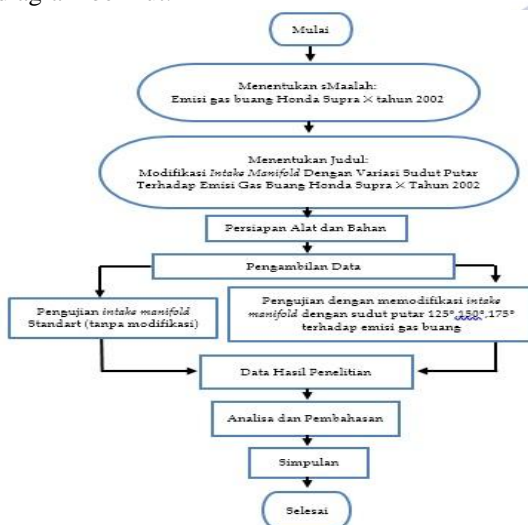 Mulai
Menentukan sMaalah:
Emisi gas buang Honda Supra X tahun 2002
Menentukan Judul:
Modifikasi Intake Manifold Dengan Variasi Sudut Putar
Terhadap Emisi Gas Buang Honda Supra X Tahun 2002
Persiapan Alat dan Bahan
Pengambilan Data
Pengujian intake manifold
Standart (tanpa modifikasi)
Pengujian dengan memodifikasi intake
manifold dengan sudut putar 125°,150°,175°
terhadap emisi gas buang
Data Hasil Penelitian
Analisa dan Pembahasan
Simpulan
Selesai